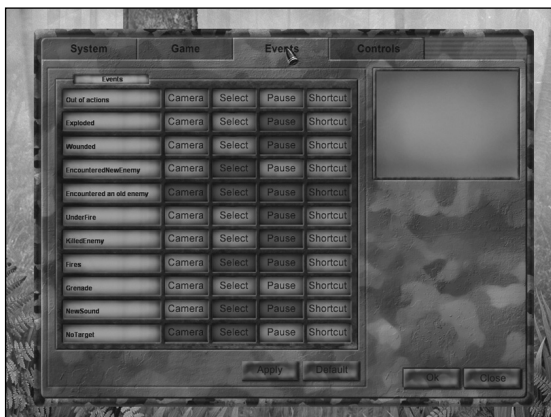 System Game Events Controls
Events
Out of actions Camera Select Pause Shortcut
Exploded Camera Select Pause Shortcut
Wounded Camera Select Pause Shortcut
EncounteredNewEnemy Camera Select Pause Shortcut
Encountered an old enemy Camera Select Pause Shortcut
UnderFire Camera Select Pause Shortcut
KilledEnemy Camera Select Pause Shortcut
Fires Camera Select Pause Shortcut
Grenade Camera Select Pause Shortcut
NewSound Camera Select Pause Shortcut
NoTarget Camera Select Pause Shortcut
Apply Default
Ok Close